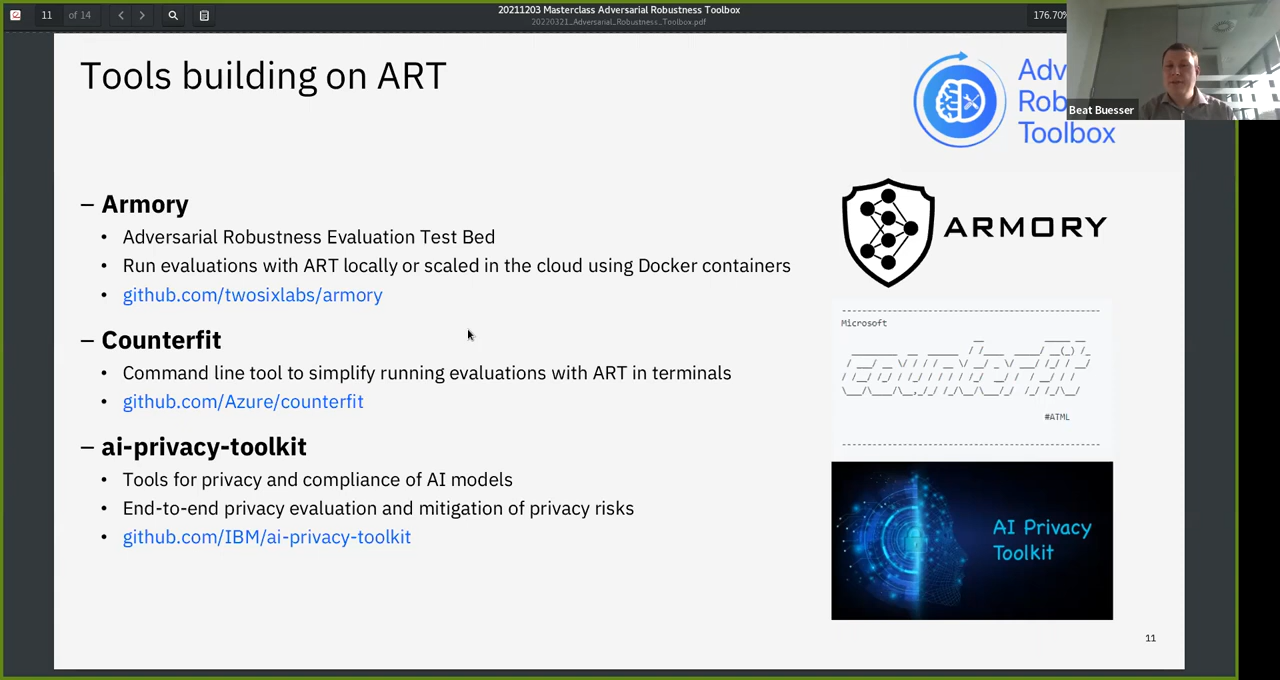 11 of 14
20211203 Masterclass Adversarial Robustness Toolbox
20220321_Adversarial_Robustness_Toolbox.pdf
176.70%
Beat Buesser
Tools building on ART
Toolbox
– Armory
• Adversarial Robustness Evaluation Test Bed
• Run evaluations with ART locally or scaled in the cloud using Docker containers
• github.com/twosixlabs/armory
ARMORY
– Counterfit
• Command line tool to simplify running evaluations with ART in terminals
• github.com/Azure/counterfit
Microsoft
counterfit
#ATML
– ai-privacy-toolkit
• Tools for privacy and compliance of AI models
• End-to-end privacy evaluation and mitigation of privacy risks
• github.com/IBM/ai-privacy-toolkit
AI Privacy
Toolkit
11